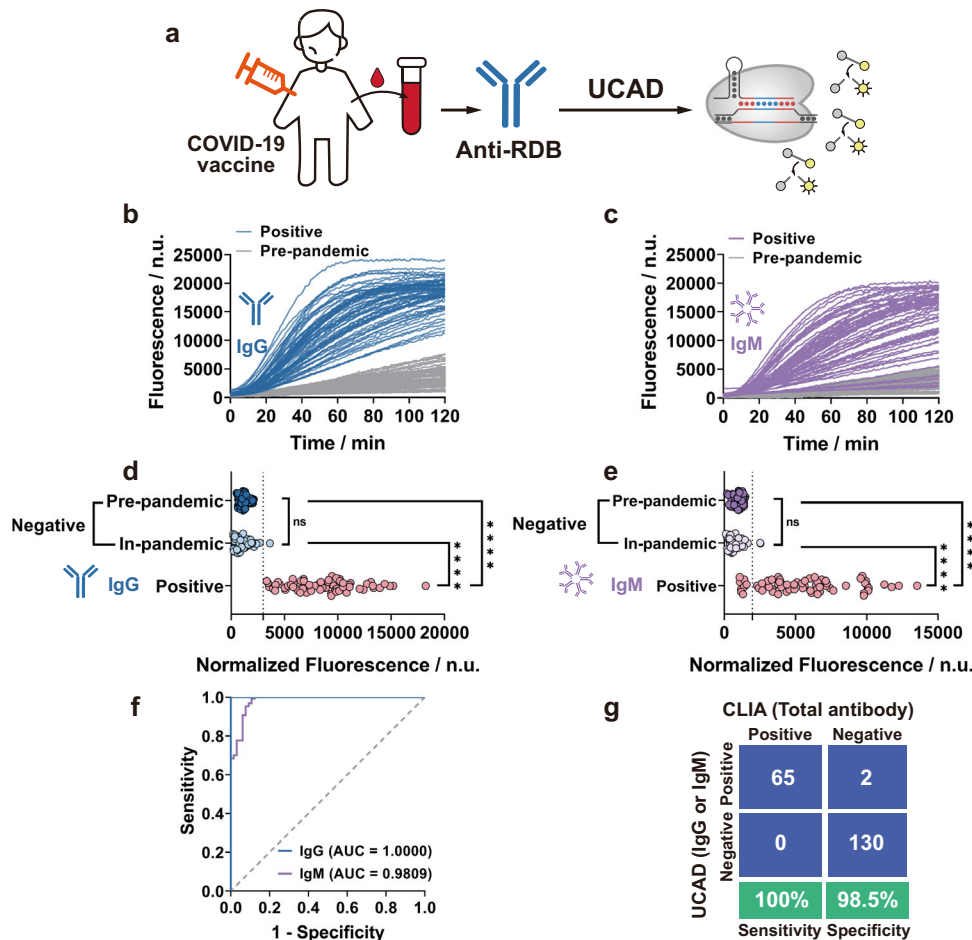 a
COVID-19
vaccine
Anti-RDB
UCAD
b
Positive
Pre-pandemic
Fluorescence / n.u.
25000
20000
15000
10000
5000
0
IgG
0 20 40 60 80 100 120
Time / min
c
Positive
Pre-pandemic
Fluorescence / n.u.
25000
20000
15000
10000
5000
0
IgM
0 20 40 60 80 100 120
Time / min
d
Negative
Pre-pandemic
In-pandemic
IgG
Positive
ns
****
****
0 5000 10000 15000 20000
Normalized Fluorescence / n.u.
e
Negative
Pre-pandemic
In-pandemic
IgM
Positive
ns
****
****
0 5000 10000 15000
Normalized Fluorescence / n.u.
f
Sensitivity
1.0
0.8
0.6
0.4
0.2
0.0
IgG (AUC = 1.0000)
IgM (AUC = 0.9809)
0.0 0.2 0.4 0.6 0.8 1.0
1 - Specificity
g
CLIA (Total antibody)
Positive Negative
UCAD (IgG or IgM)
Positive
65 2
Negative
0 130
100% 98.5%
Sensitivity Specificity